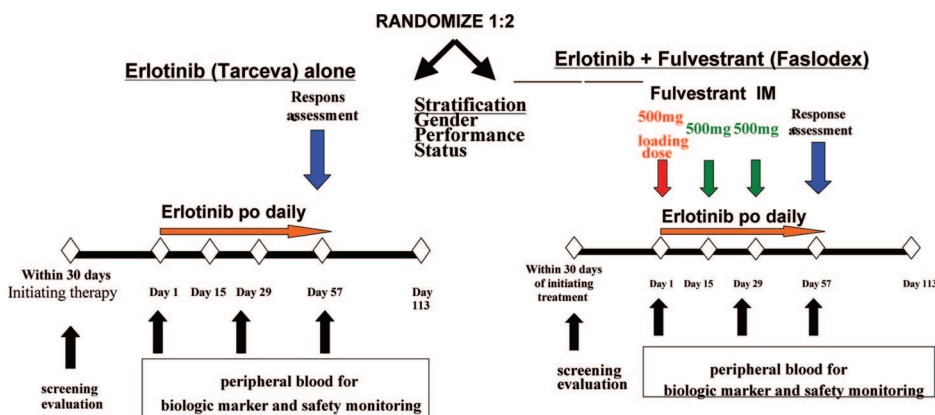 RANDOMIZE 1:2
Erlotinib (Tarceva) alone
Respons
assessment
Erlotinib po daily
Within 30 days
Initiating therapy
Day 1
Day 15
Day 29
Day 57
Day
113
screening
evaluation
peripheral blood for
biologic marker and safety monitoring
Stratification
Gender
Performance
Status
Erlotinib + Fulvestrant (Faslodex)
Fulvestrant IM
500mg
loading
dose
500mg
500mg
Response
assessment
Erlotinib po daily
Within 30 days
of initiating
treatment
Day 1
Day 15
Day 29
Day 57
Day 113
screening
evaluation
peripheral blood for
biologic marker and safety monitoring